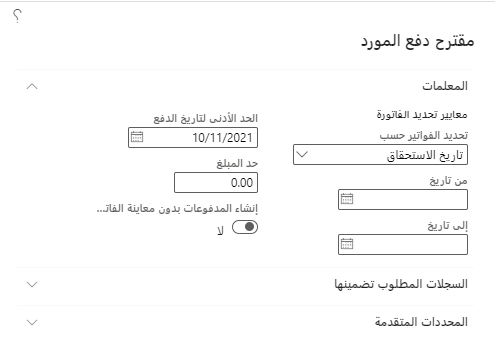 ؟
مقترح دفع المورد
المعلمات
معايير تحديد الفاتورة
تحديد الفواتير حسب
تاريخ الاستحقاق
من تاريخ
إلى تاريخ
الحد الأدنى لتاريخ الدفع
10/11/2021
حد المبلغ
0.00
إنشاء المدفوعات بدون معاينة الفات...
لا
السجلات المطلوب تضمينها
المحددات المتقدمة